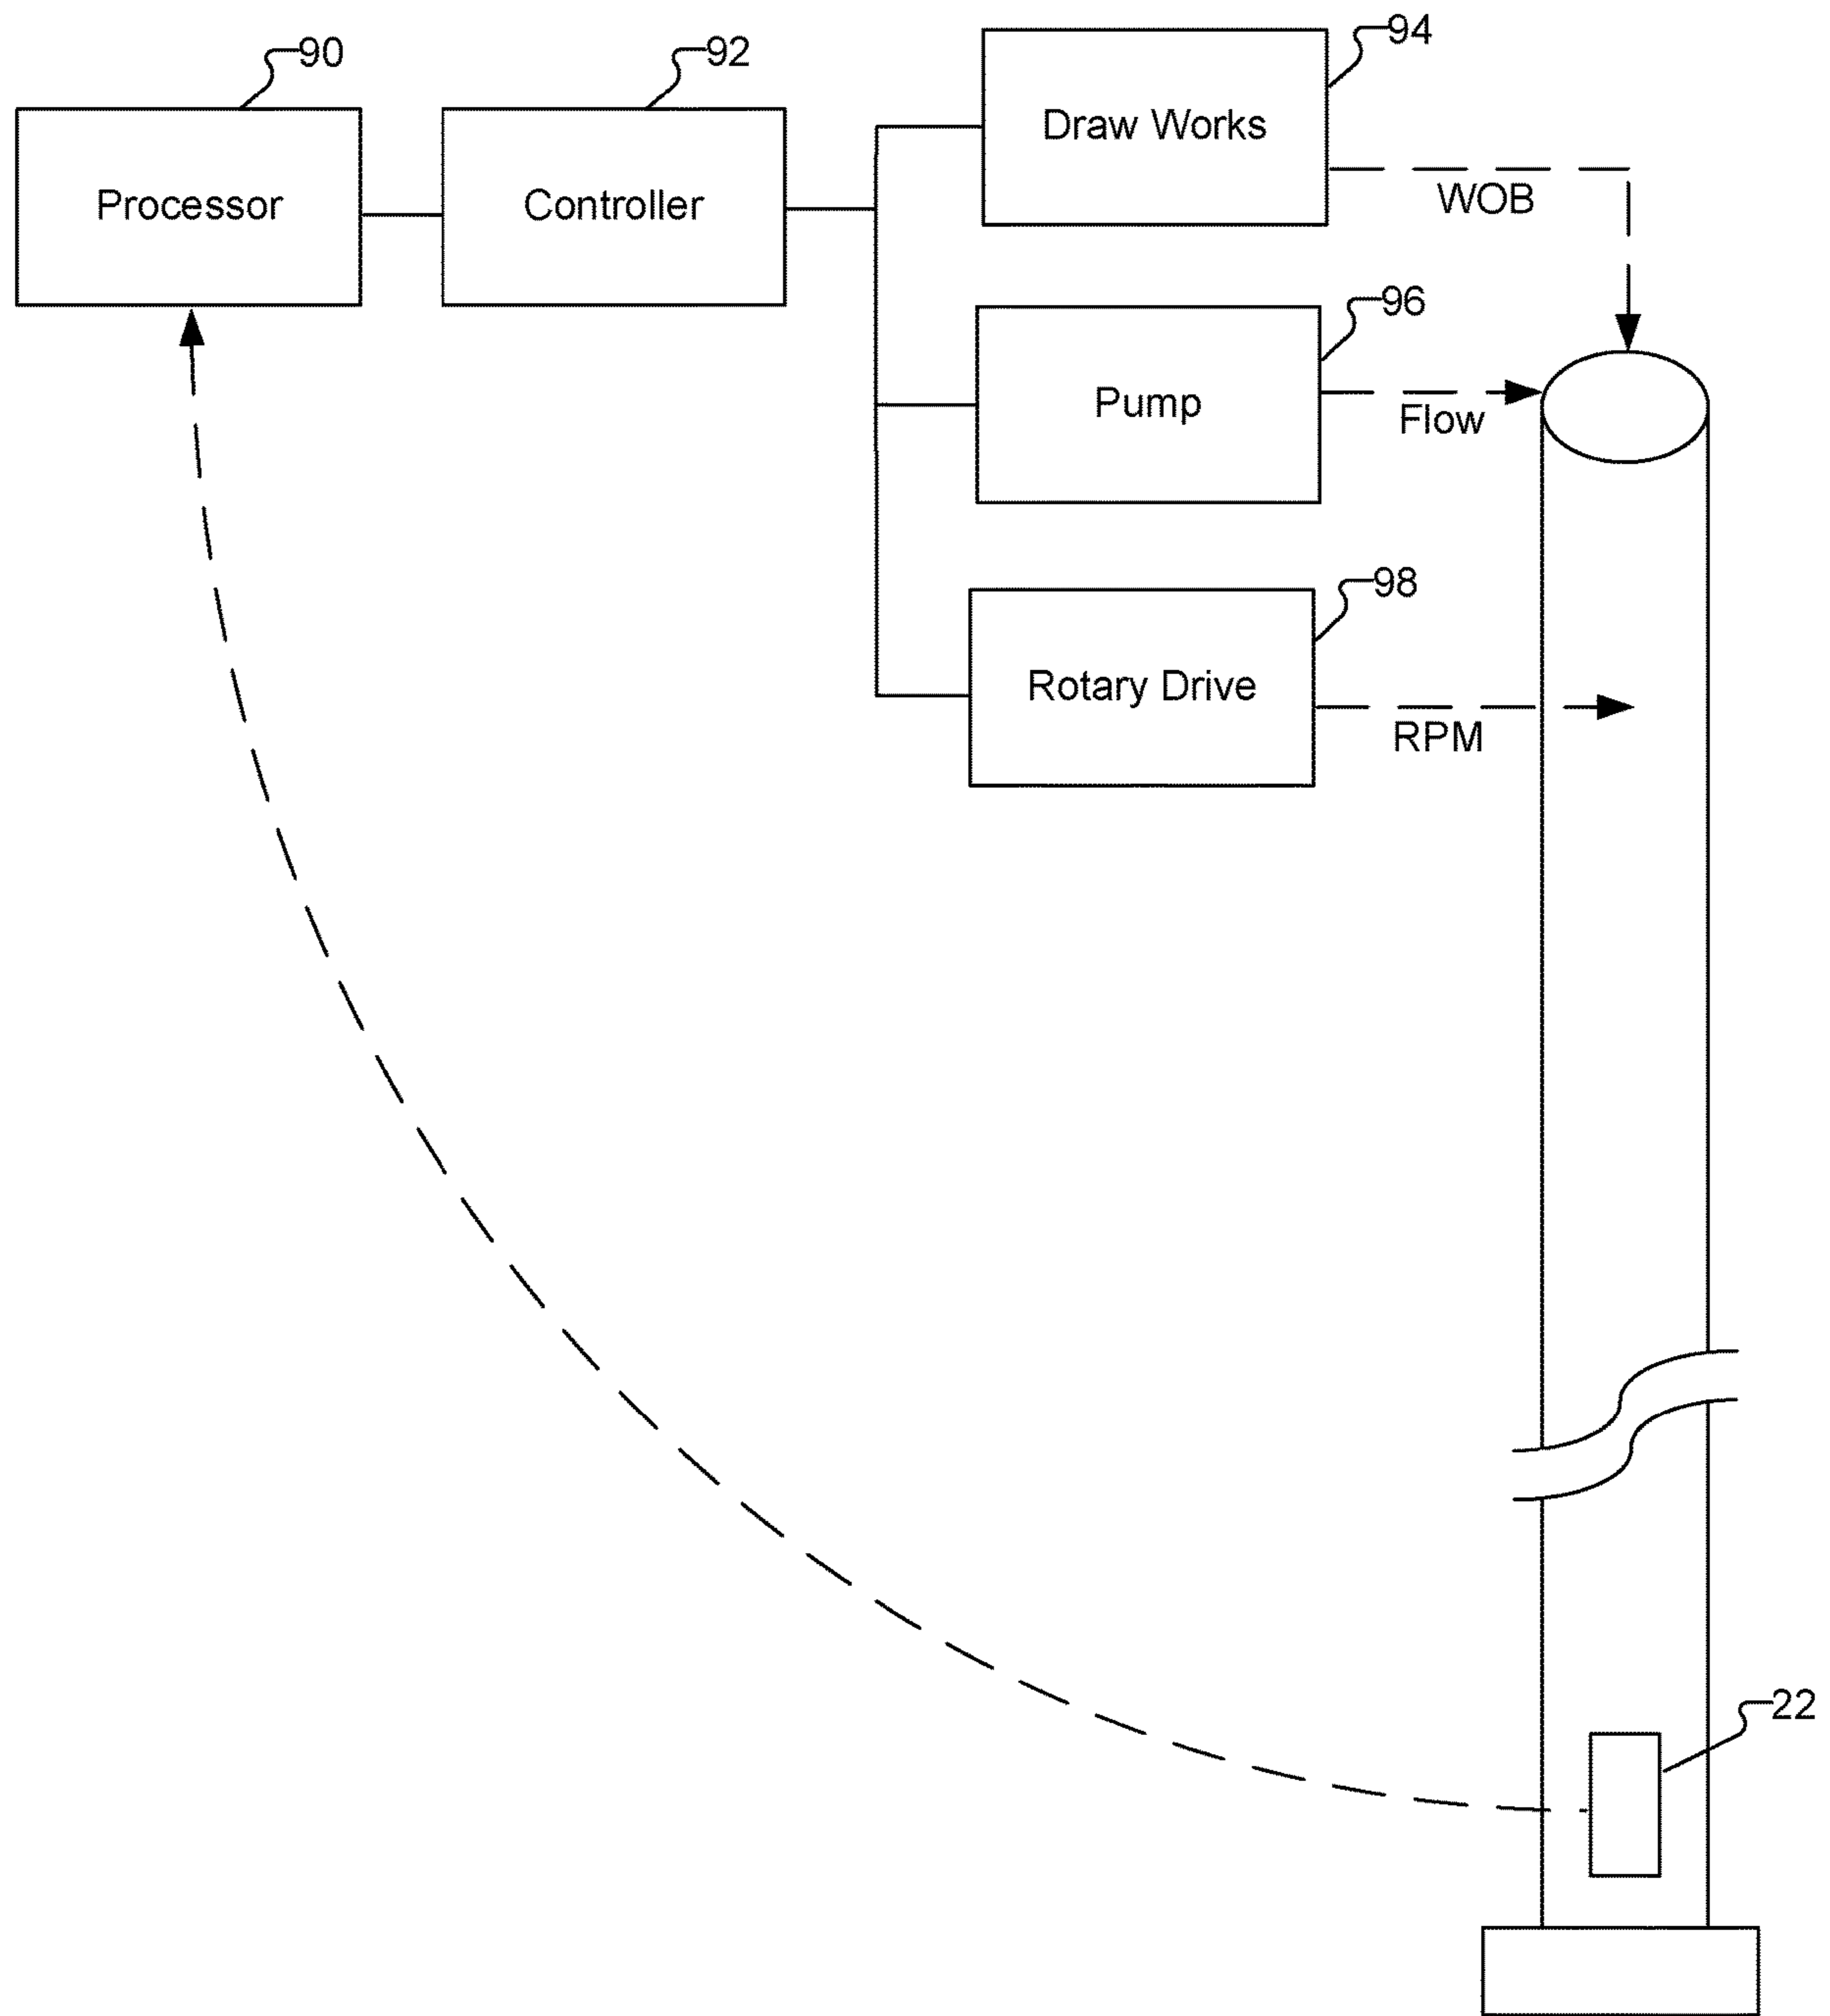 90
92
94
Processor
Controller
Draw Works
WOB
96
Pump
Flow
98
Rotary Drive
RPM
22